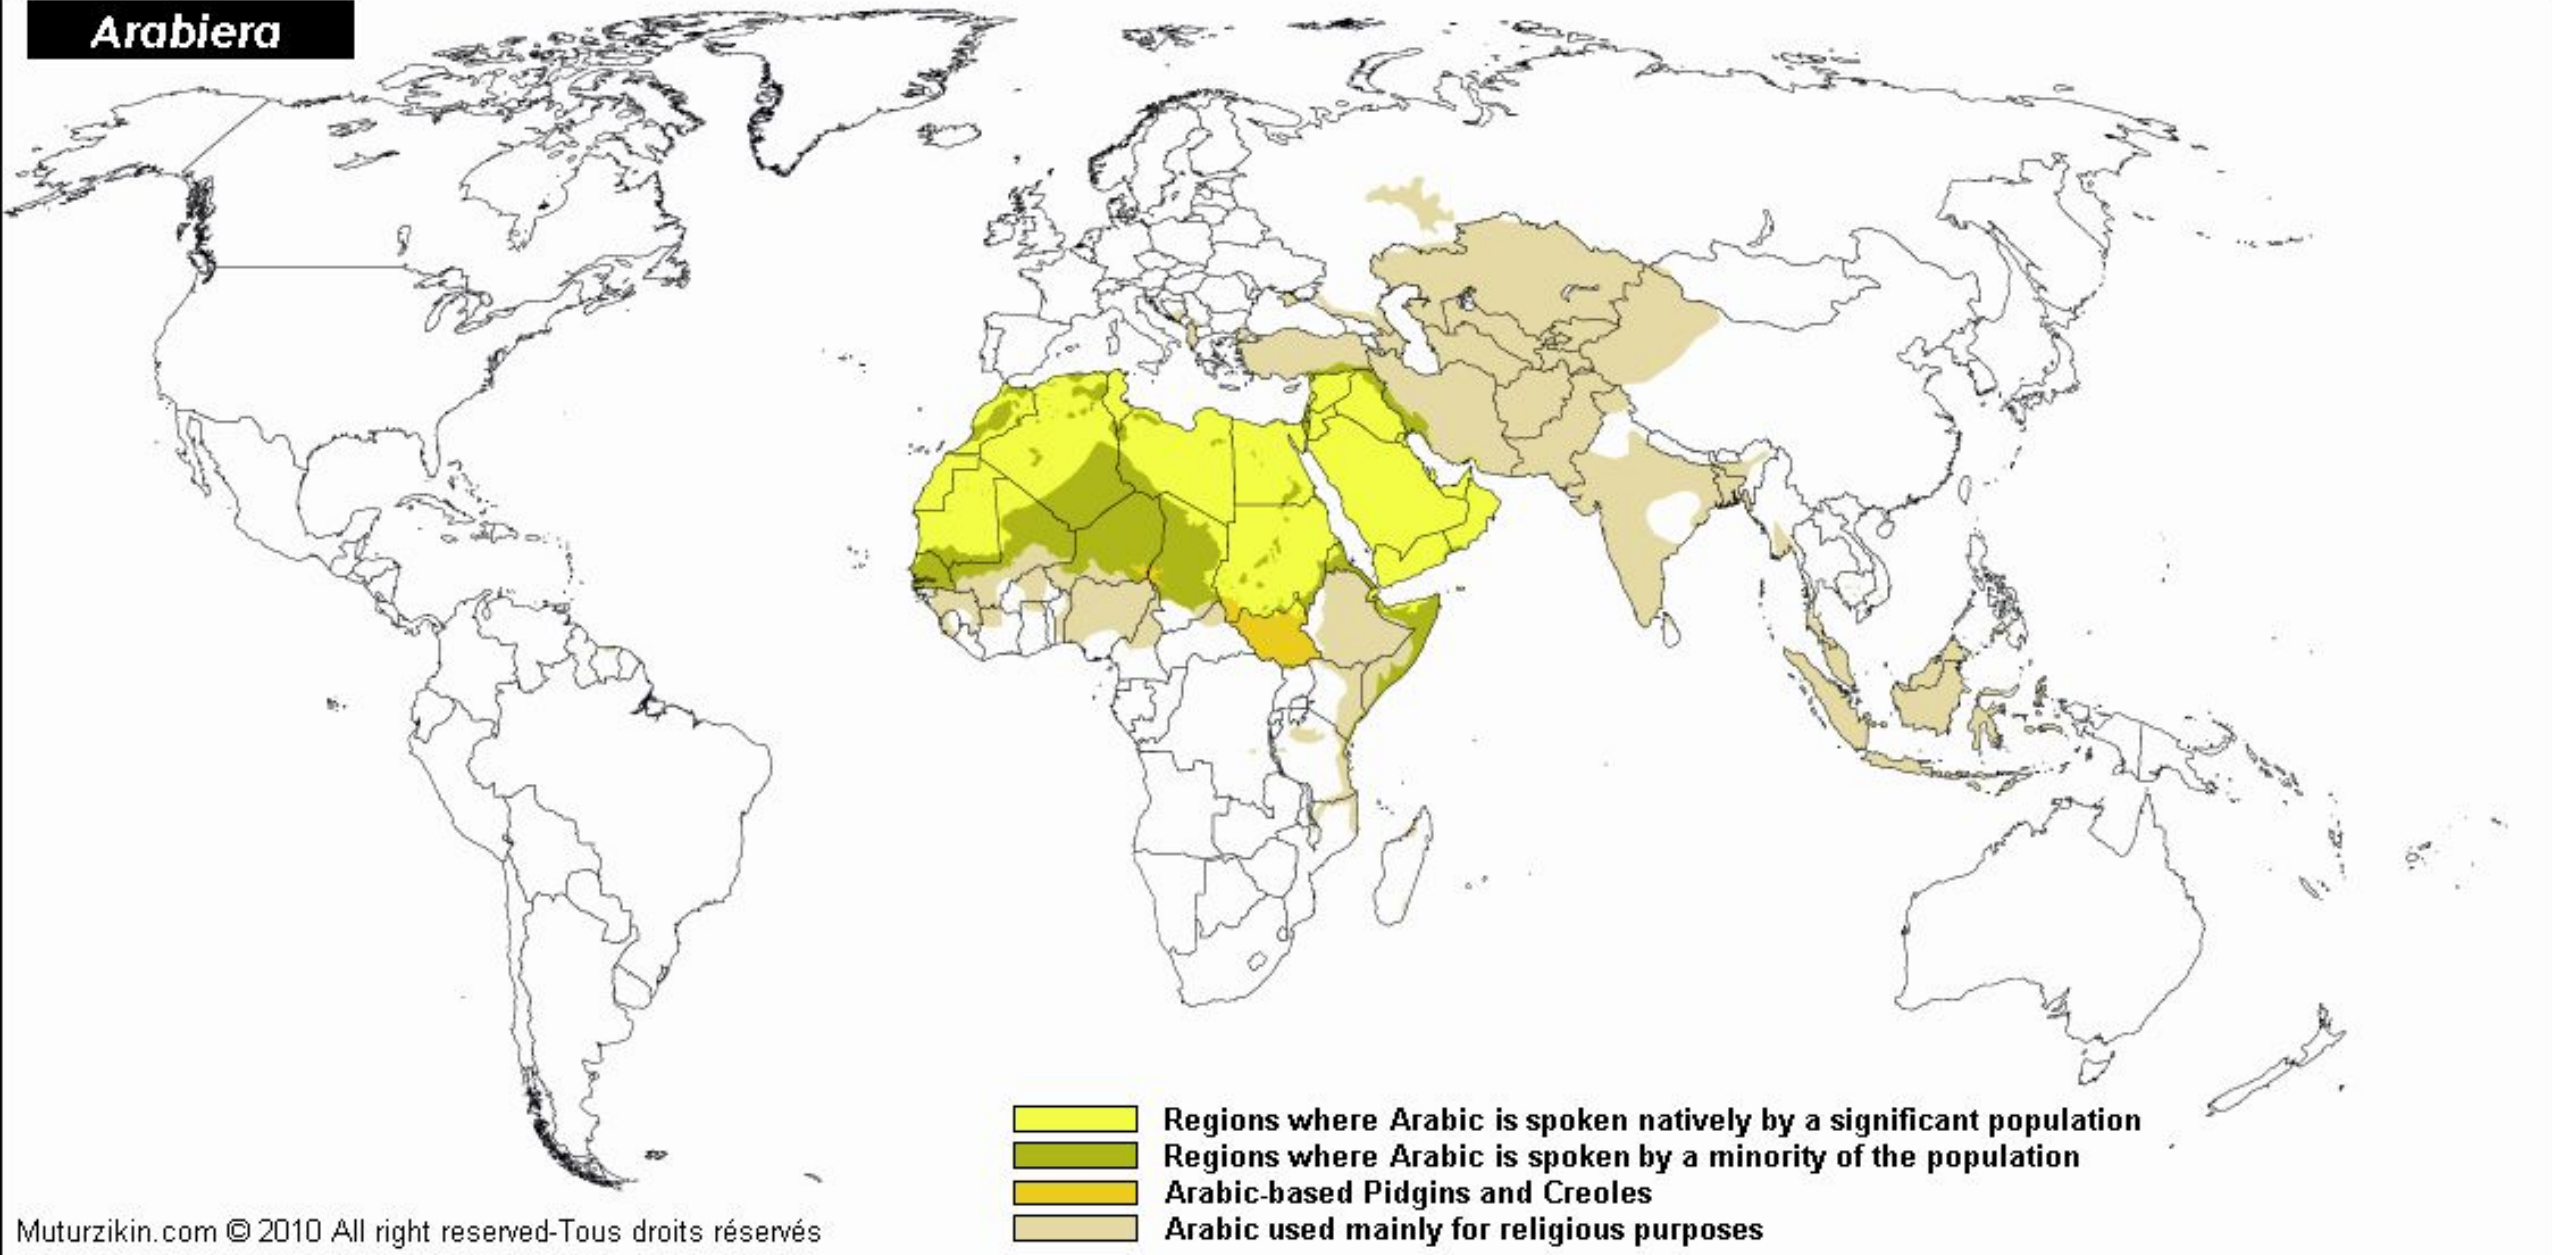 Arabiera
Regions where Arabic is spoken natively by a significant population
Regions where Arabic is spoken by a minority of the population
Arabic-based Pidgins and Creoles
Arabic used mainly for religious purposes
Muturzikin.com © 2010 All right reserved-Tous droits réservés